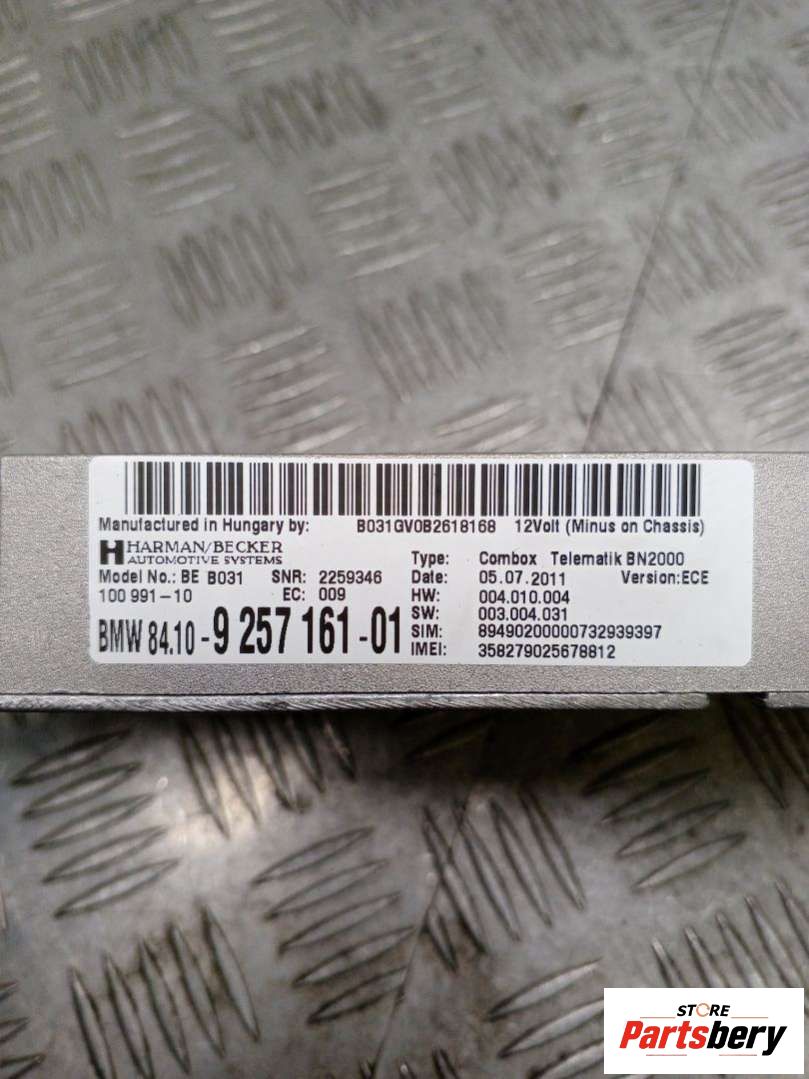 Manufactured in Hungary by: B031GV0B2618168 12Volt (Minus on Chassis)
HARMAN/BECKER
AUTOMOTIVE SYSTEMS
Type: Combox Telematik BN2000
Model No.: BE B031 SNR: 2259346 Date: 05.07.2011 Version:ECE
100 991-10 EC: 009 HW: 004.010.004
BMW 84.10-9 257 161-01 SW: 003.004.031
SIM: 89490200000732939397
IMEI: 358279025678812
STORE
Partsbery